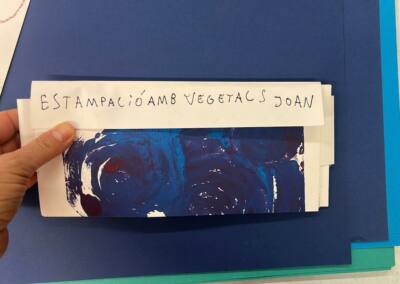 ESTAMPACIÓ AMB VEGETALS JOAN